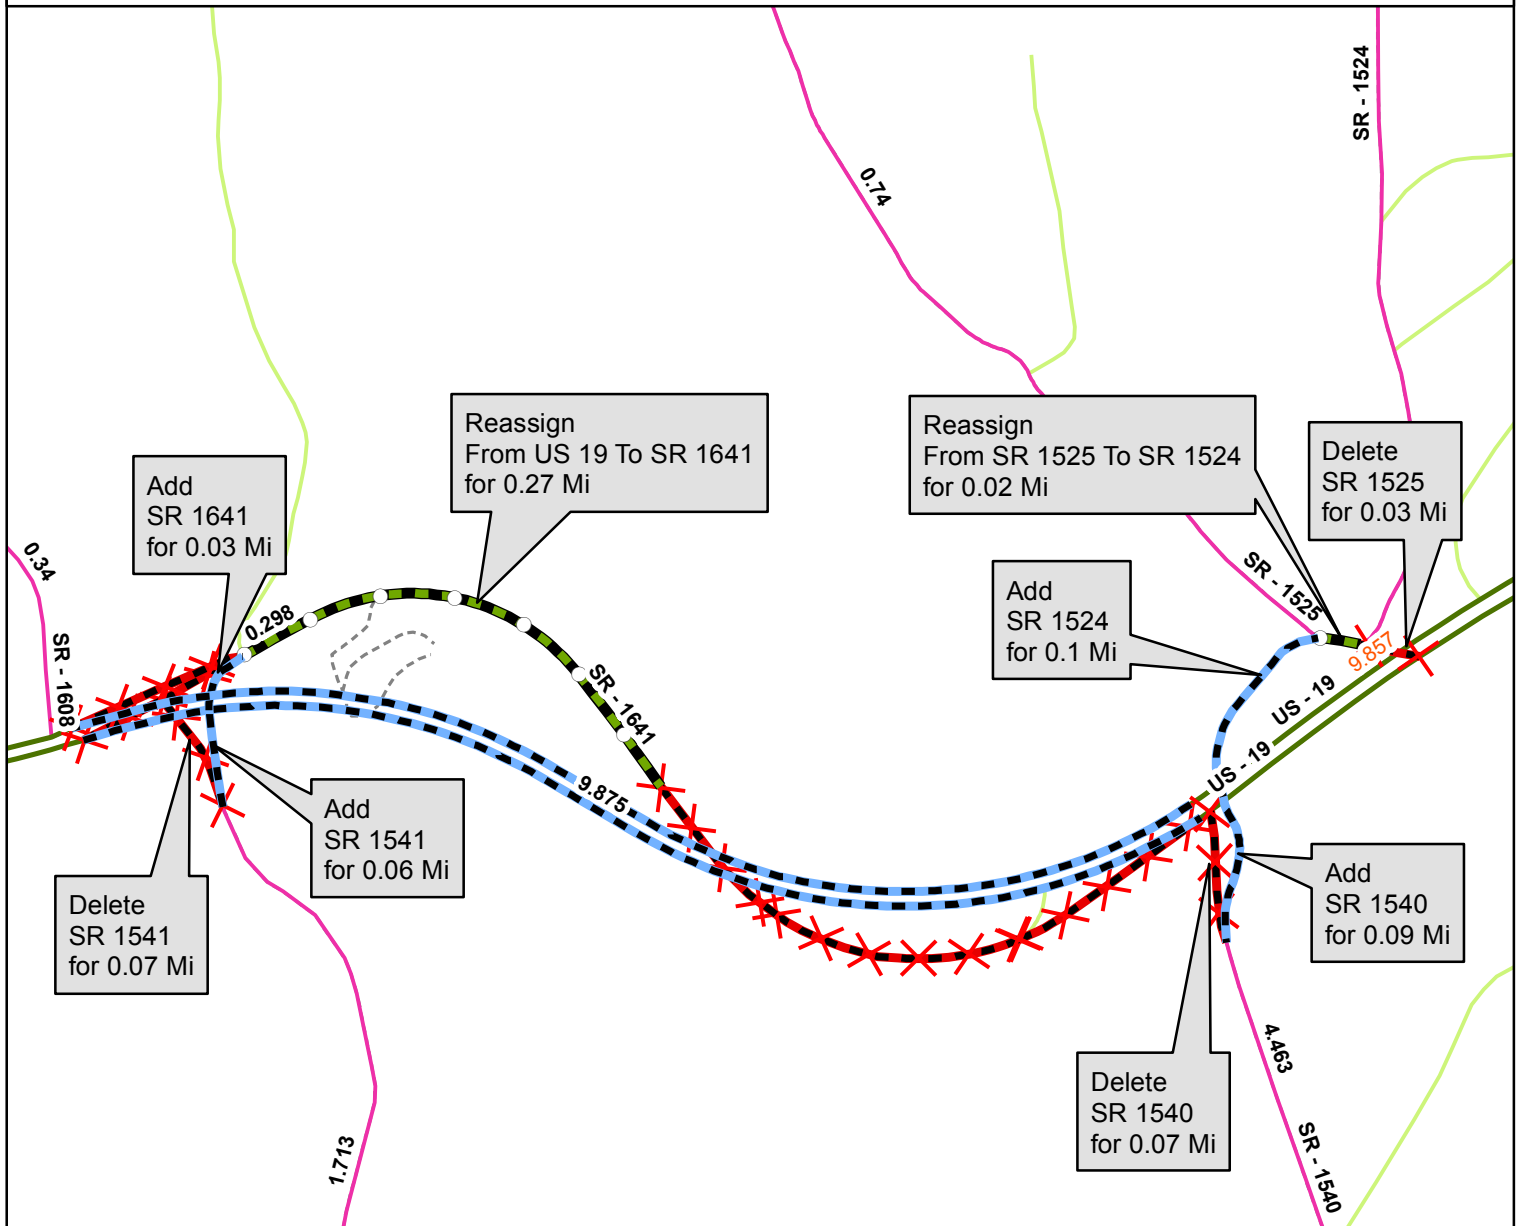 SR - 1524
0.74
Reassign
From US 19 To SR 1641
for 0.27 Mi
Reassign
From SR 1525 To SR 1524
for 0.02 Mi
Delete
SR 1525
for 0.03 Mi
Add
SR 1641
for 0.03 Mi
0.34
SR - 1608
0.298
SR - 1641
SR - 1525
Add
SR 1524
for 0.1 Mi
9.857
US - 19
US - 19
9.875
Add
SR 1541
for 0.06 Mi
Delete
SR 1541
for 0.07 Mi
Add
SR 1540
for 0.09 Mi
Delete
SR 1540
for 0.07 Mi
4.463
SR - 1540
1.713